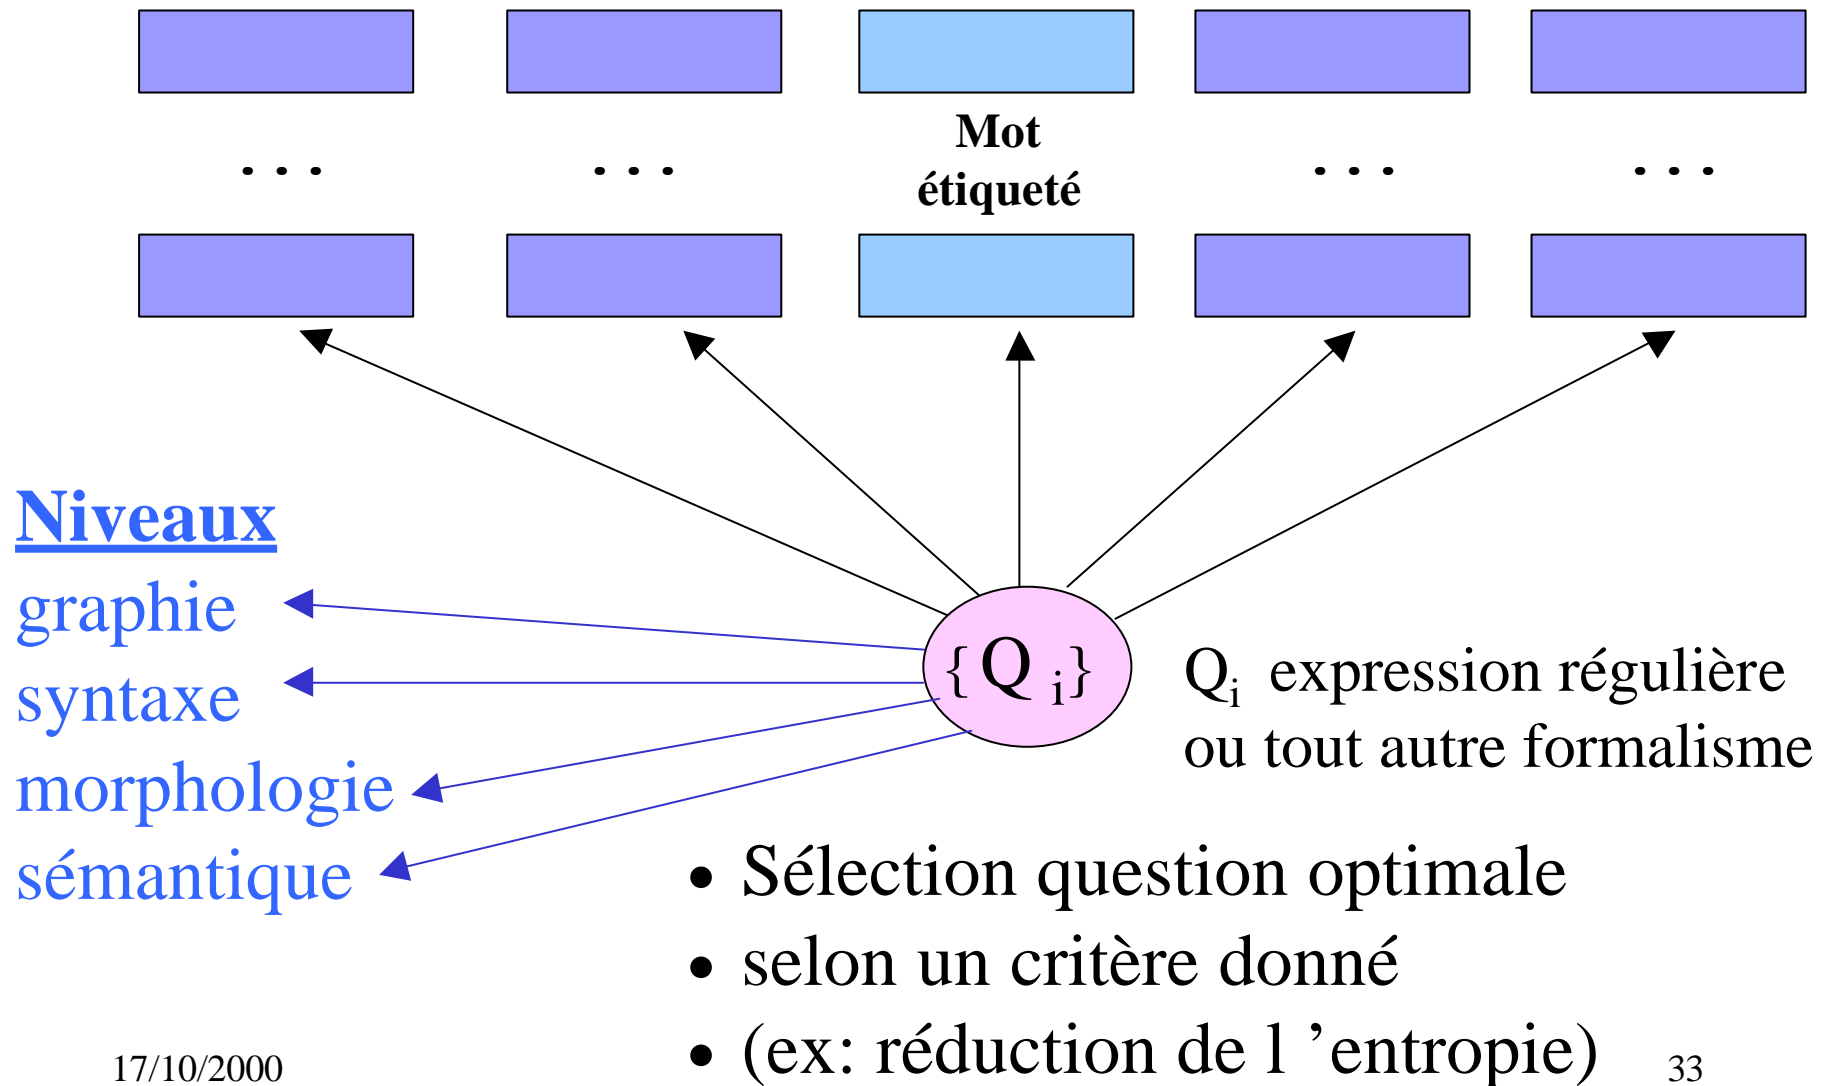 Mot
étiqueté
. . . . . . . . . . . .
Niveaux
graphie
syntaxe
morphologie
sémantique
{Q i}
Qi expression régulière
ou tout autre formalisme
• Sélection question optimale
• selon un critère donné
• (ex: réduction de l ’entropie)
17/10/2000
33